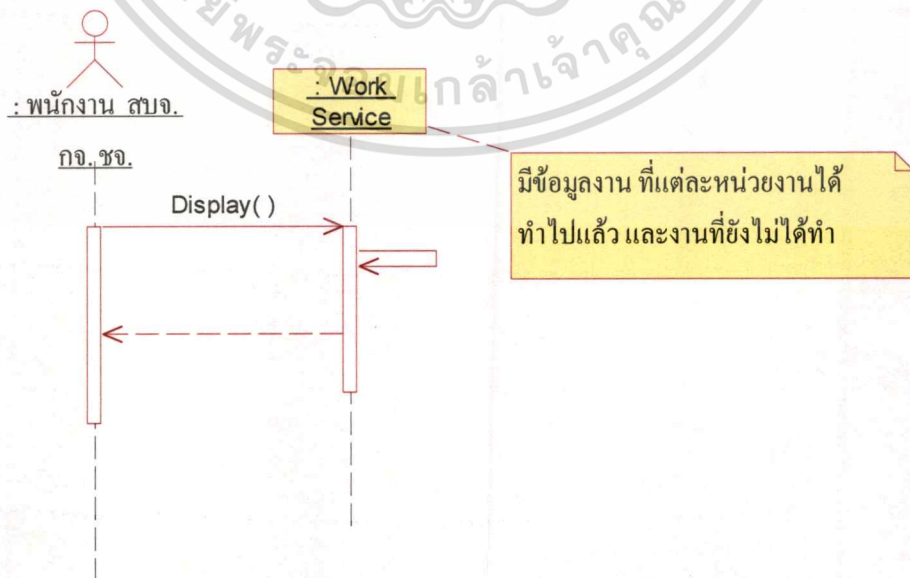 : พนักงาน สบจ.
กจ. ชจ.
: Work
Service
Display( )
มีข้อมูลงาน ที่แต่ละหน่วยงานได้
ทำไปแล้ว และงานที่ยังไม่ได้ทำ